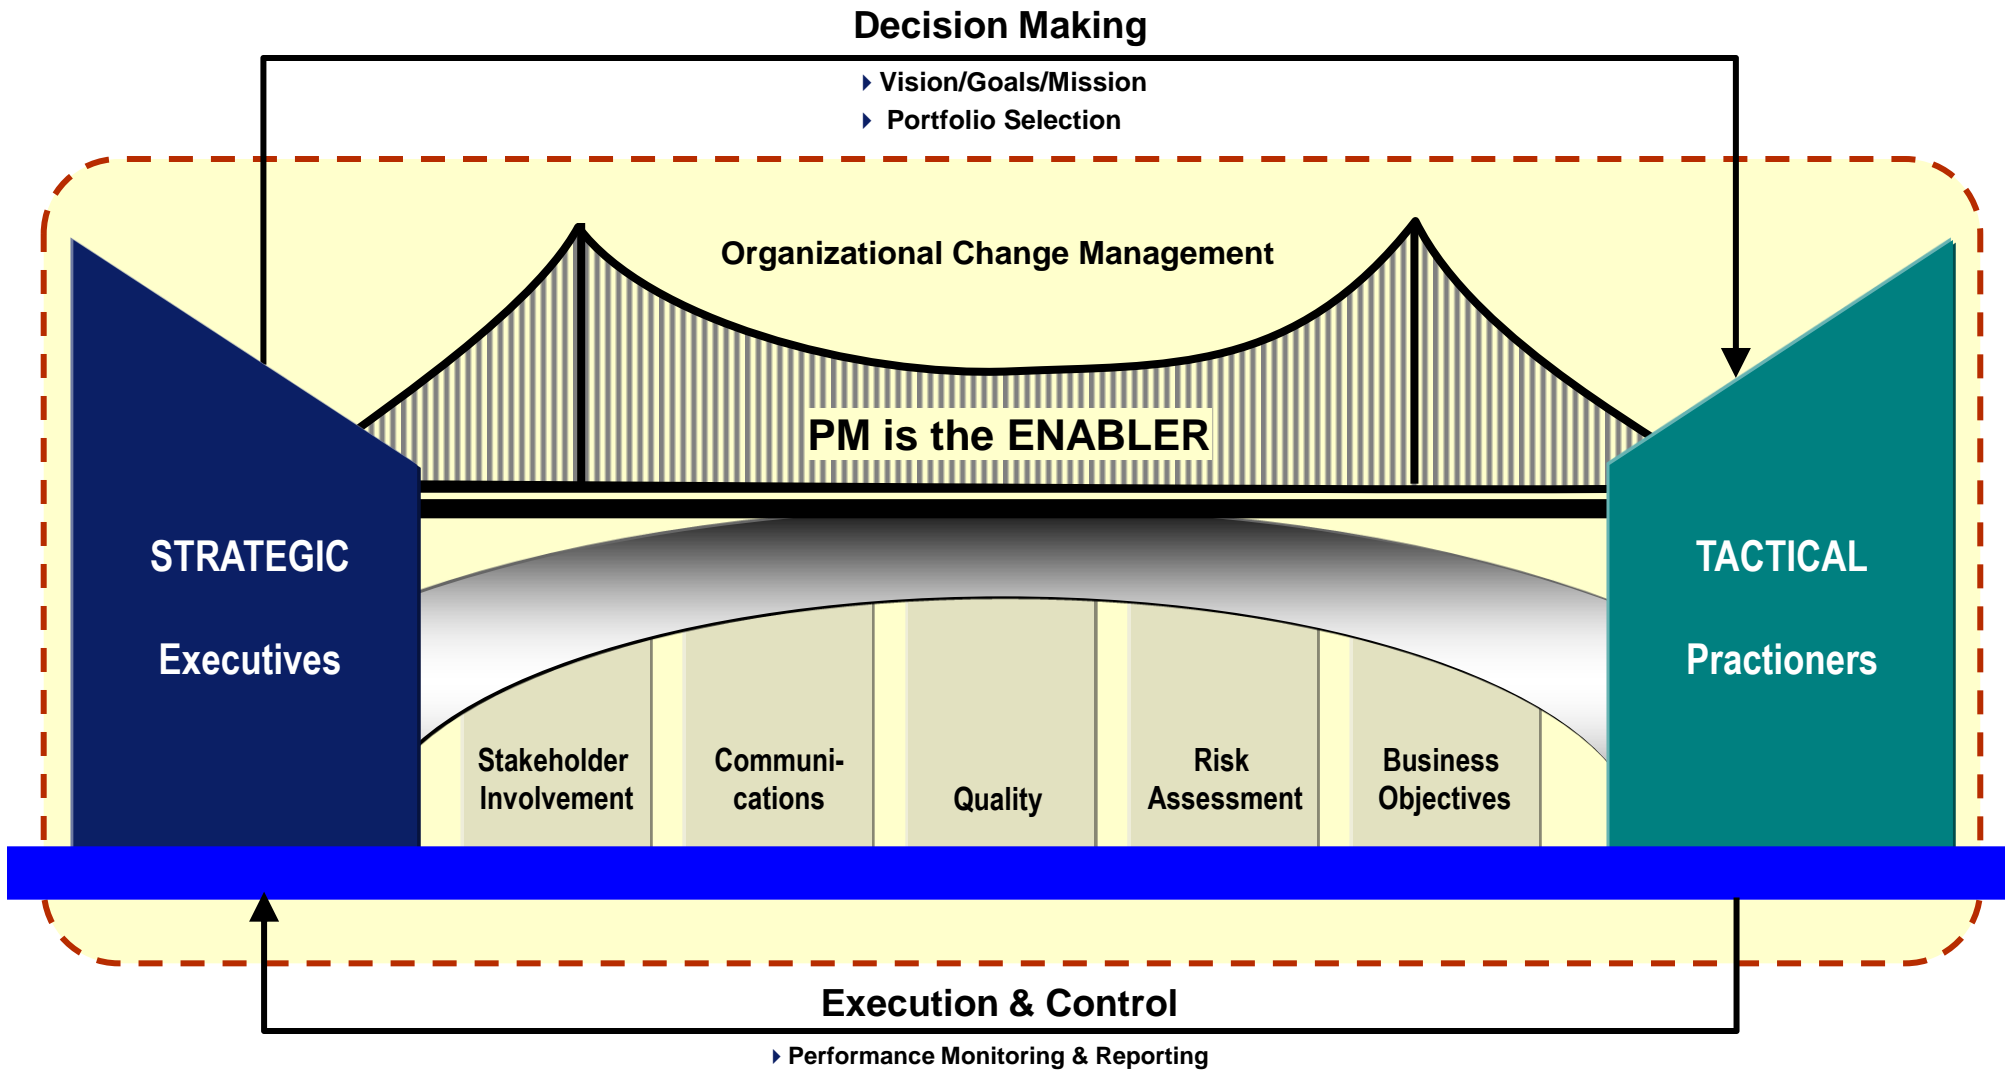 Decision Making
Vision/Goals/Mission
Portfolio Selection
Organizational Change Management
PM is the ENABLER
STRATEGIC
Executives
TACTICAL
Practioners
Stakeholder
Involvement
Communi-
cations
Quality
Risk
Assessment
Business
Objectives
Execution & Control
Performance Monitoring & Reporting